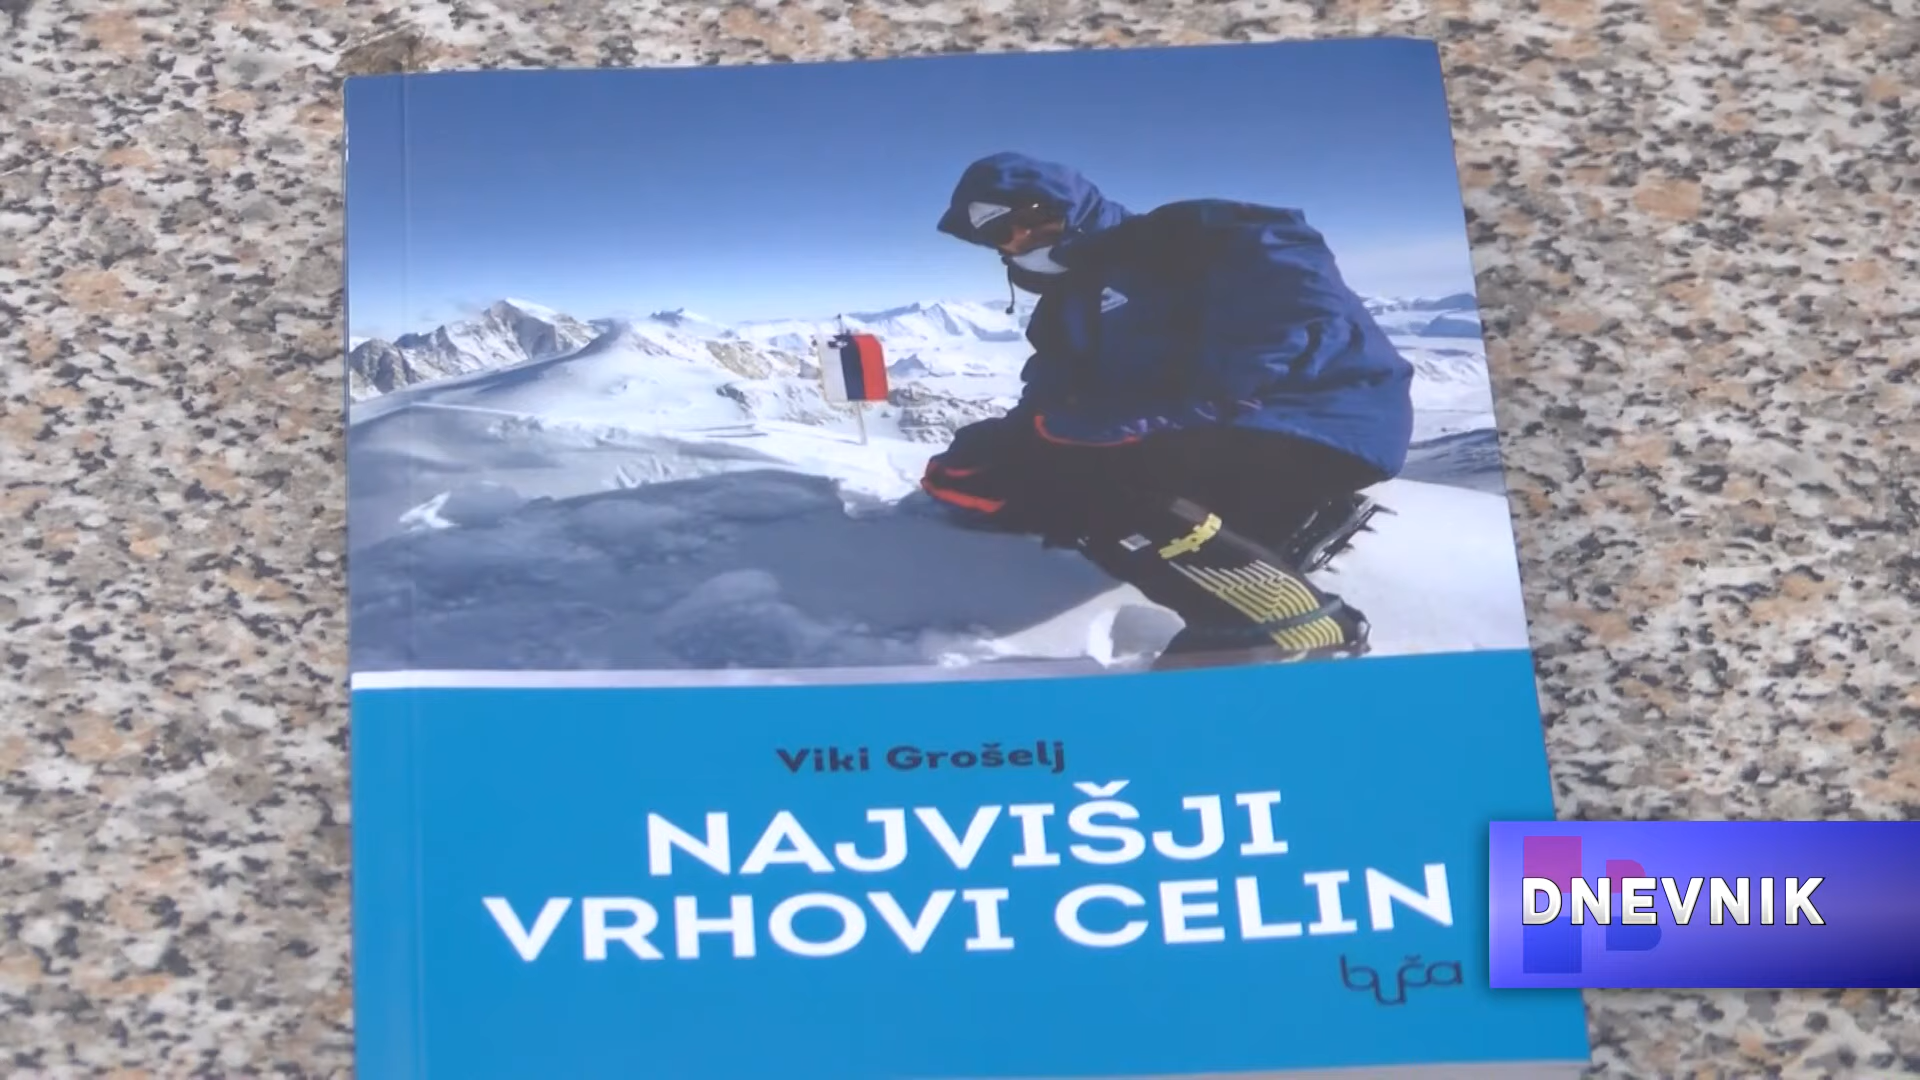 Viki Grošelj
NAJVIŠJI
VRHOVI CELIN
buča
DNEVNIK